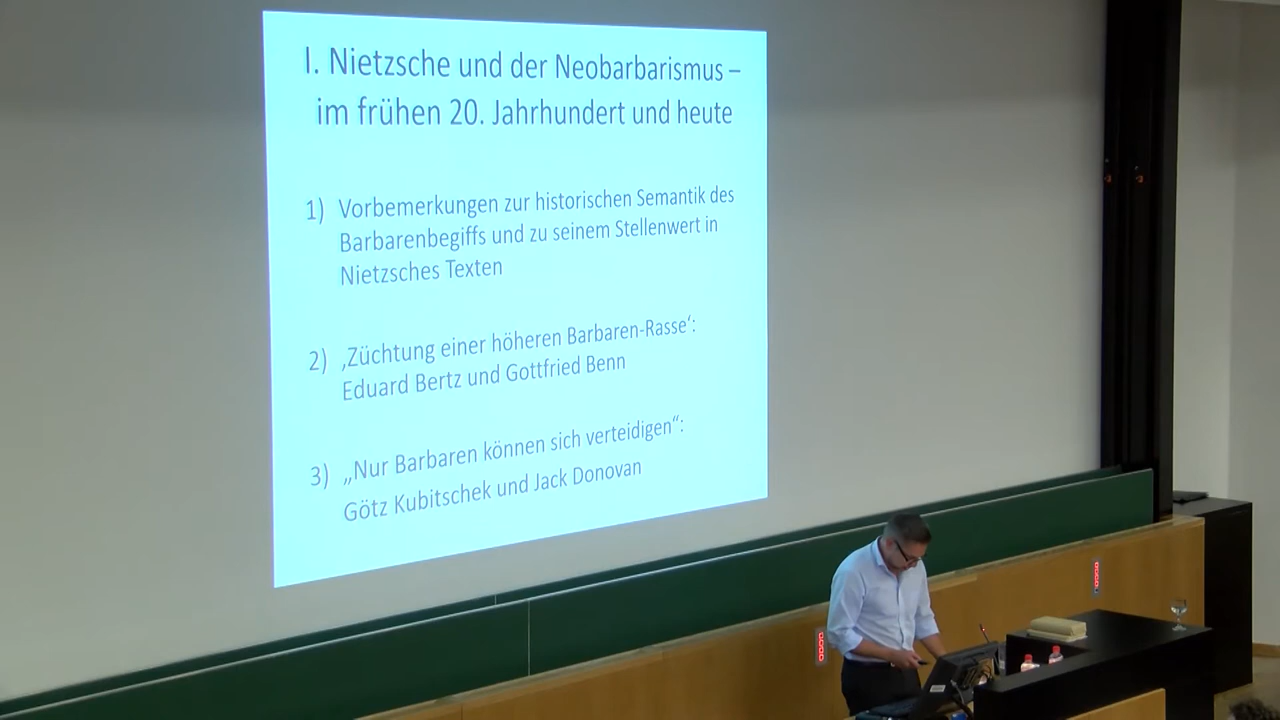 I. Nietzsche und der Neobarbarismus –
im frühen 20. Jahrhundert und heute
1) Vorbemerkungen zur historischen Semantik des
Barbarenbegiffs und zu seinem Stellenwert in
Nietzsches Texten
2) ‚Züchtung einer höheren Barbaren-Rasse‘:
Eduard Bertz und Gottfried Benn
3) „Nur Barbaren können sich verteidigen“:
Götz Kubitschek und Jack Donovan